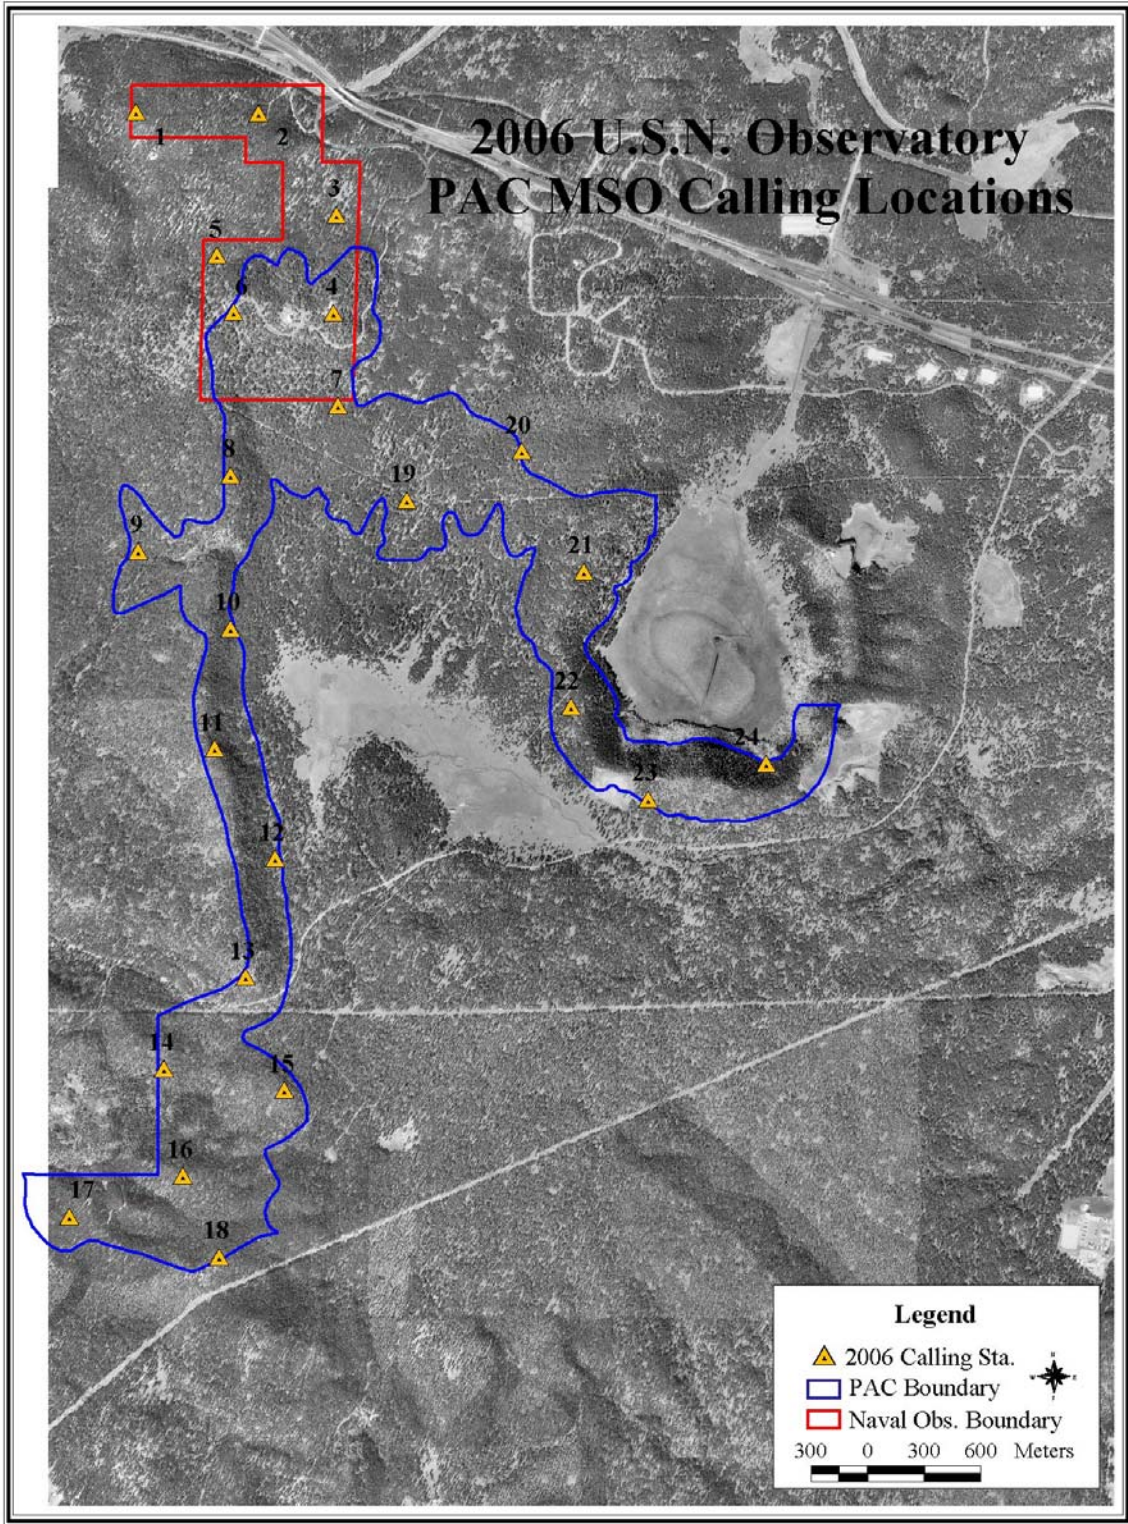 2006 U.S.N. Observatory
PAC MSO Calling Locations
1
2
3
5
6
4
7
20
8
19
9
21
10
22
11
24
23
12
13
14
15
16
17
18
Legend
2006 Calling Sta.
PAC Boundary
Naval Obs. Boundary
300 0 300 600 Meters
N
W E
S